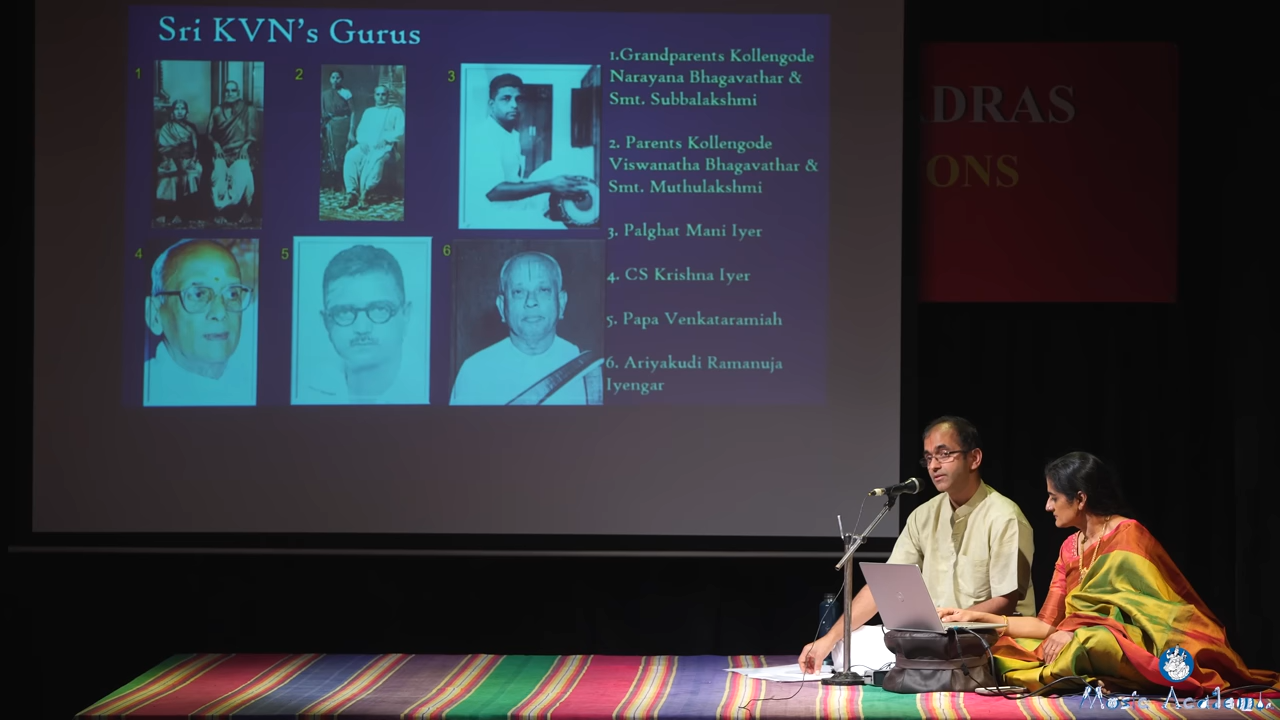 Sri KVN's Gurus
1
2
3
4
5
6
1.Grandparents Kollengode
Narayana Bhagavathar &
Smt. Subbalakshmi
2. Parents Kollengode
Viswanatha Bhagavathar &
Smt. Muthulakshmi
3. Palghat Mani Iyer
4. CS Krishna Iyer
5. Papa Venkataramiah
6. Ariyakudi Ramanuja
Iyengar
DRAS
ONS
Music Academy